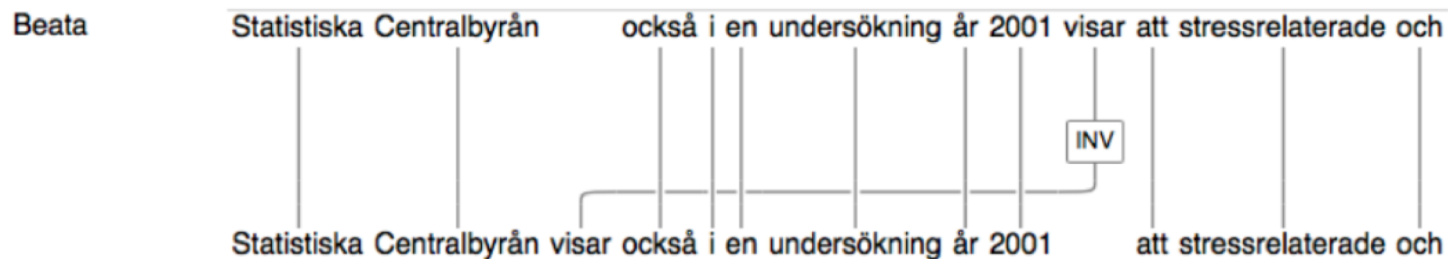 Beata Statistiska Centralbyrån också i en undersökning år 2001 visar att stressrelaterade och
INV
Statistiska Centralbyrån visar också i en undersökning år 2001 att stressrelaterade och